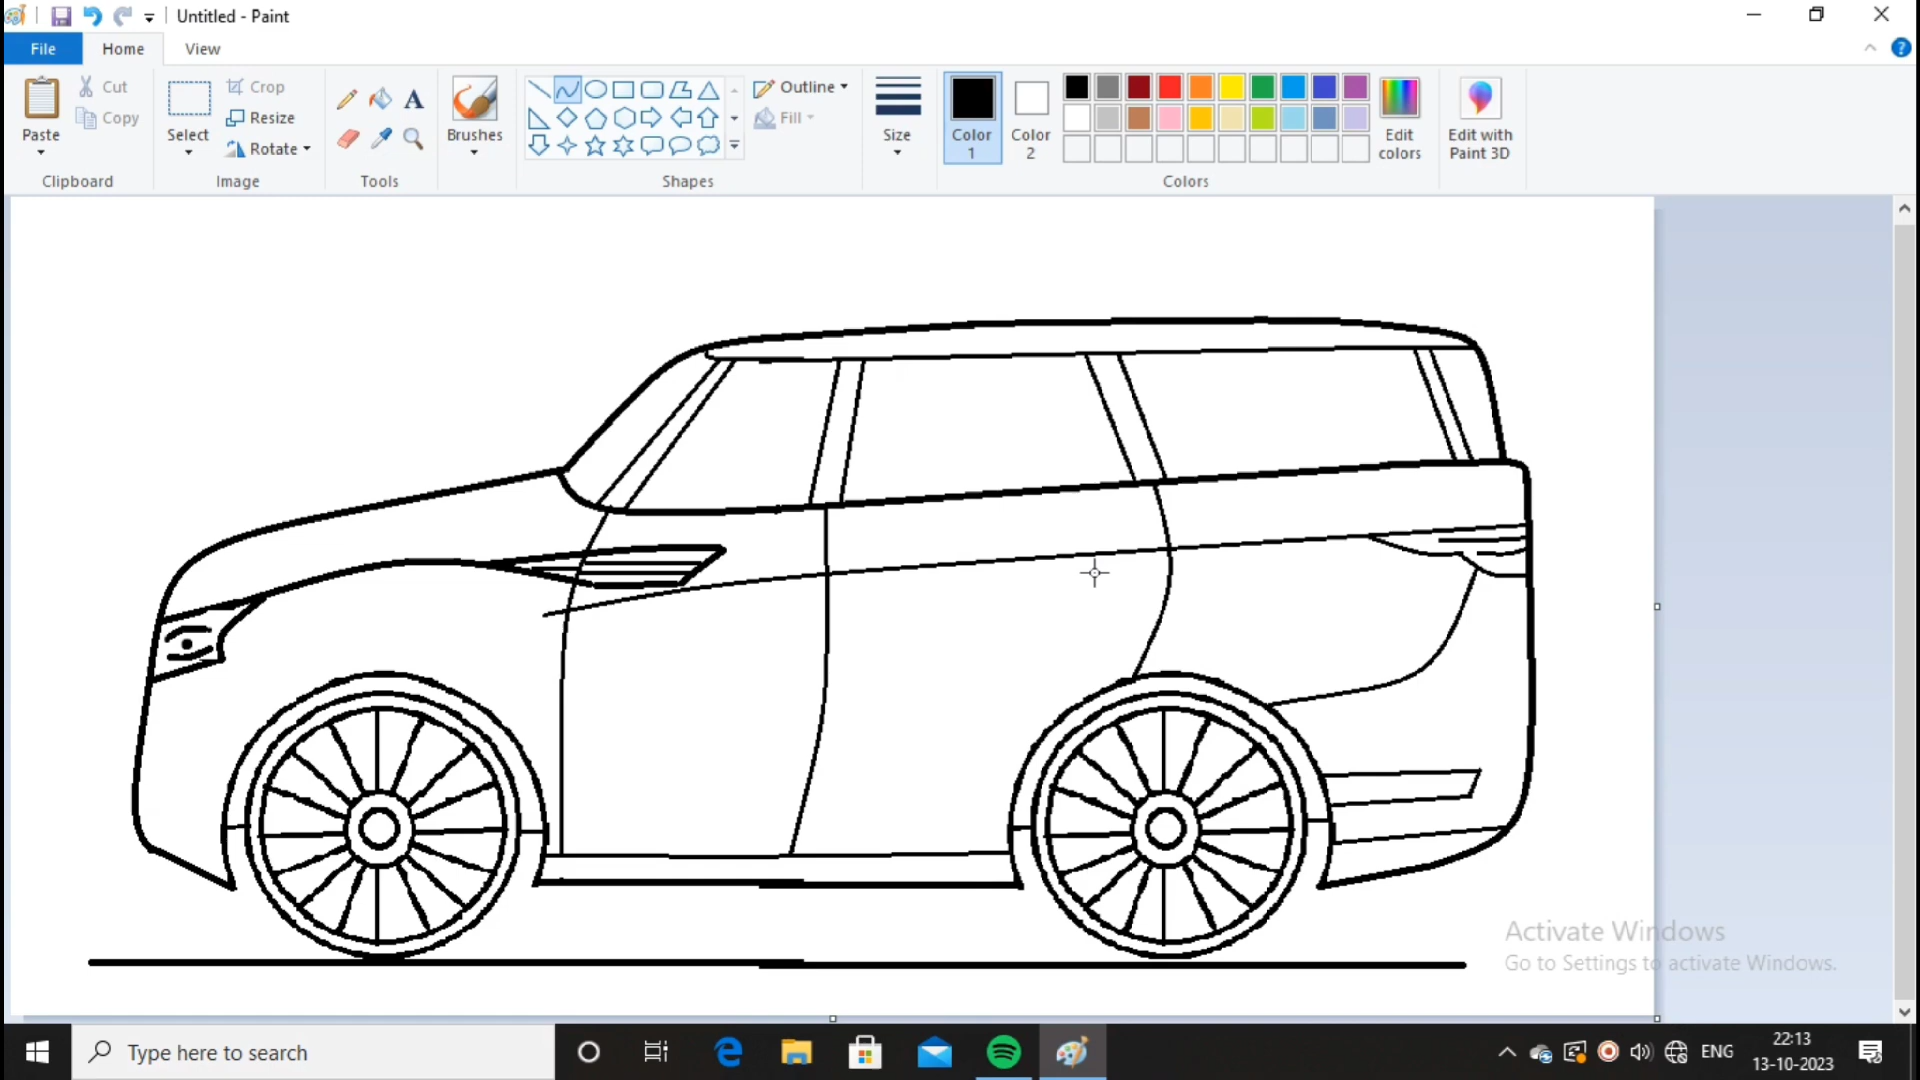 Untitled - Paint
File Home View
Paste
Cut
Copy
Clipboard
Select
Crop
Resize
Rotate
Image
A
Tools
Brushes
Shapes
Outline
Fill
Size
Color
1
Color
2
Edit
colors
Colors
Edit with
Paint 3D
?
Activate Windows
Go to Settings to activate Windows.
Type here to search
ENG
22:13
13-10-2023